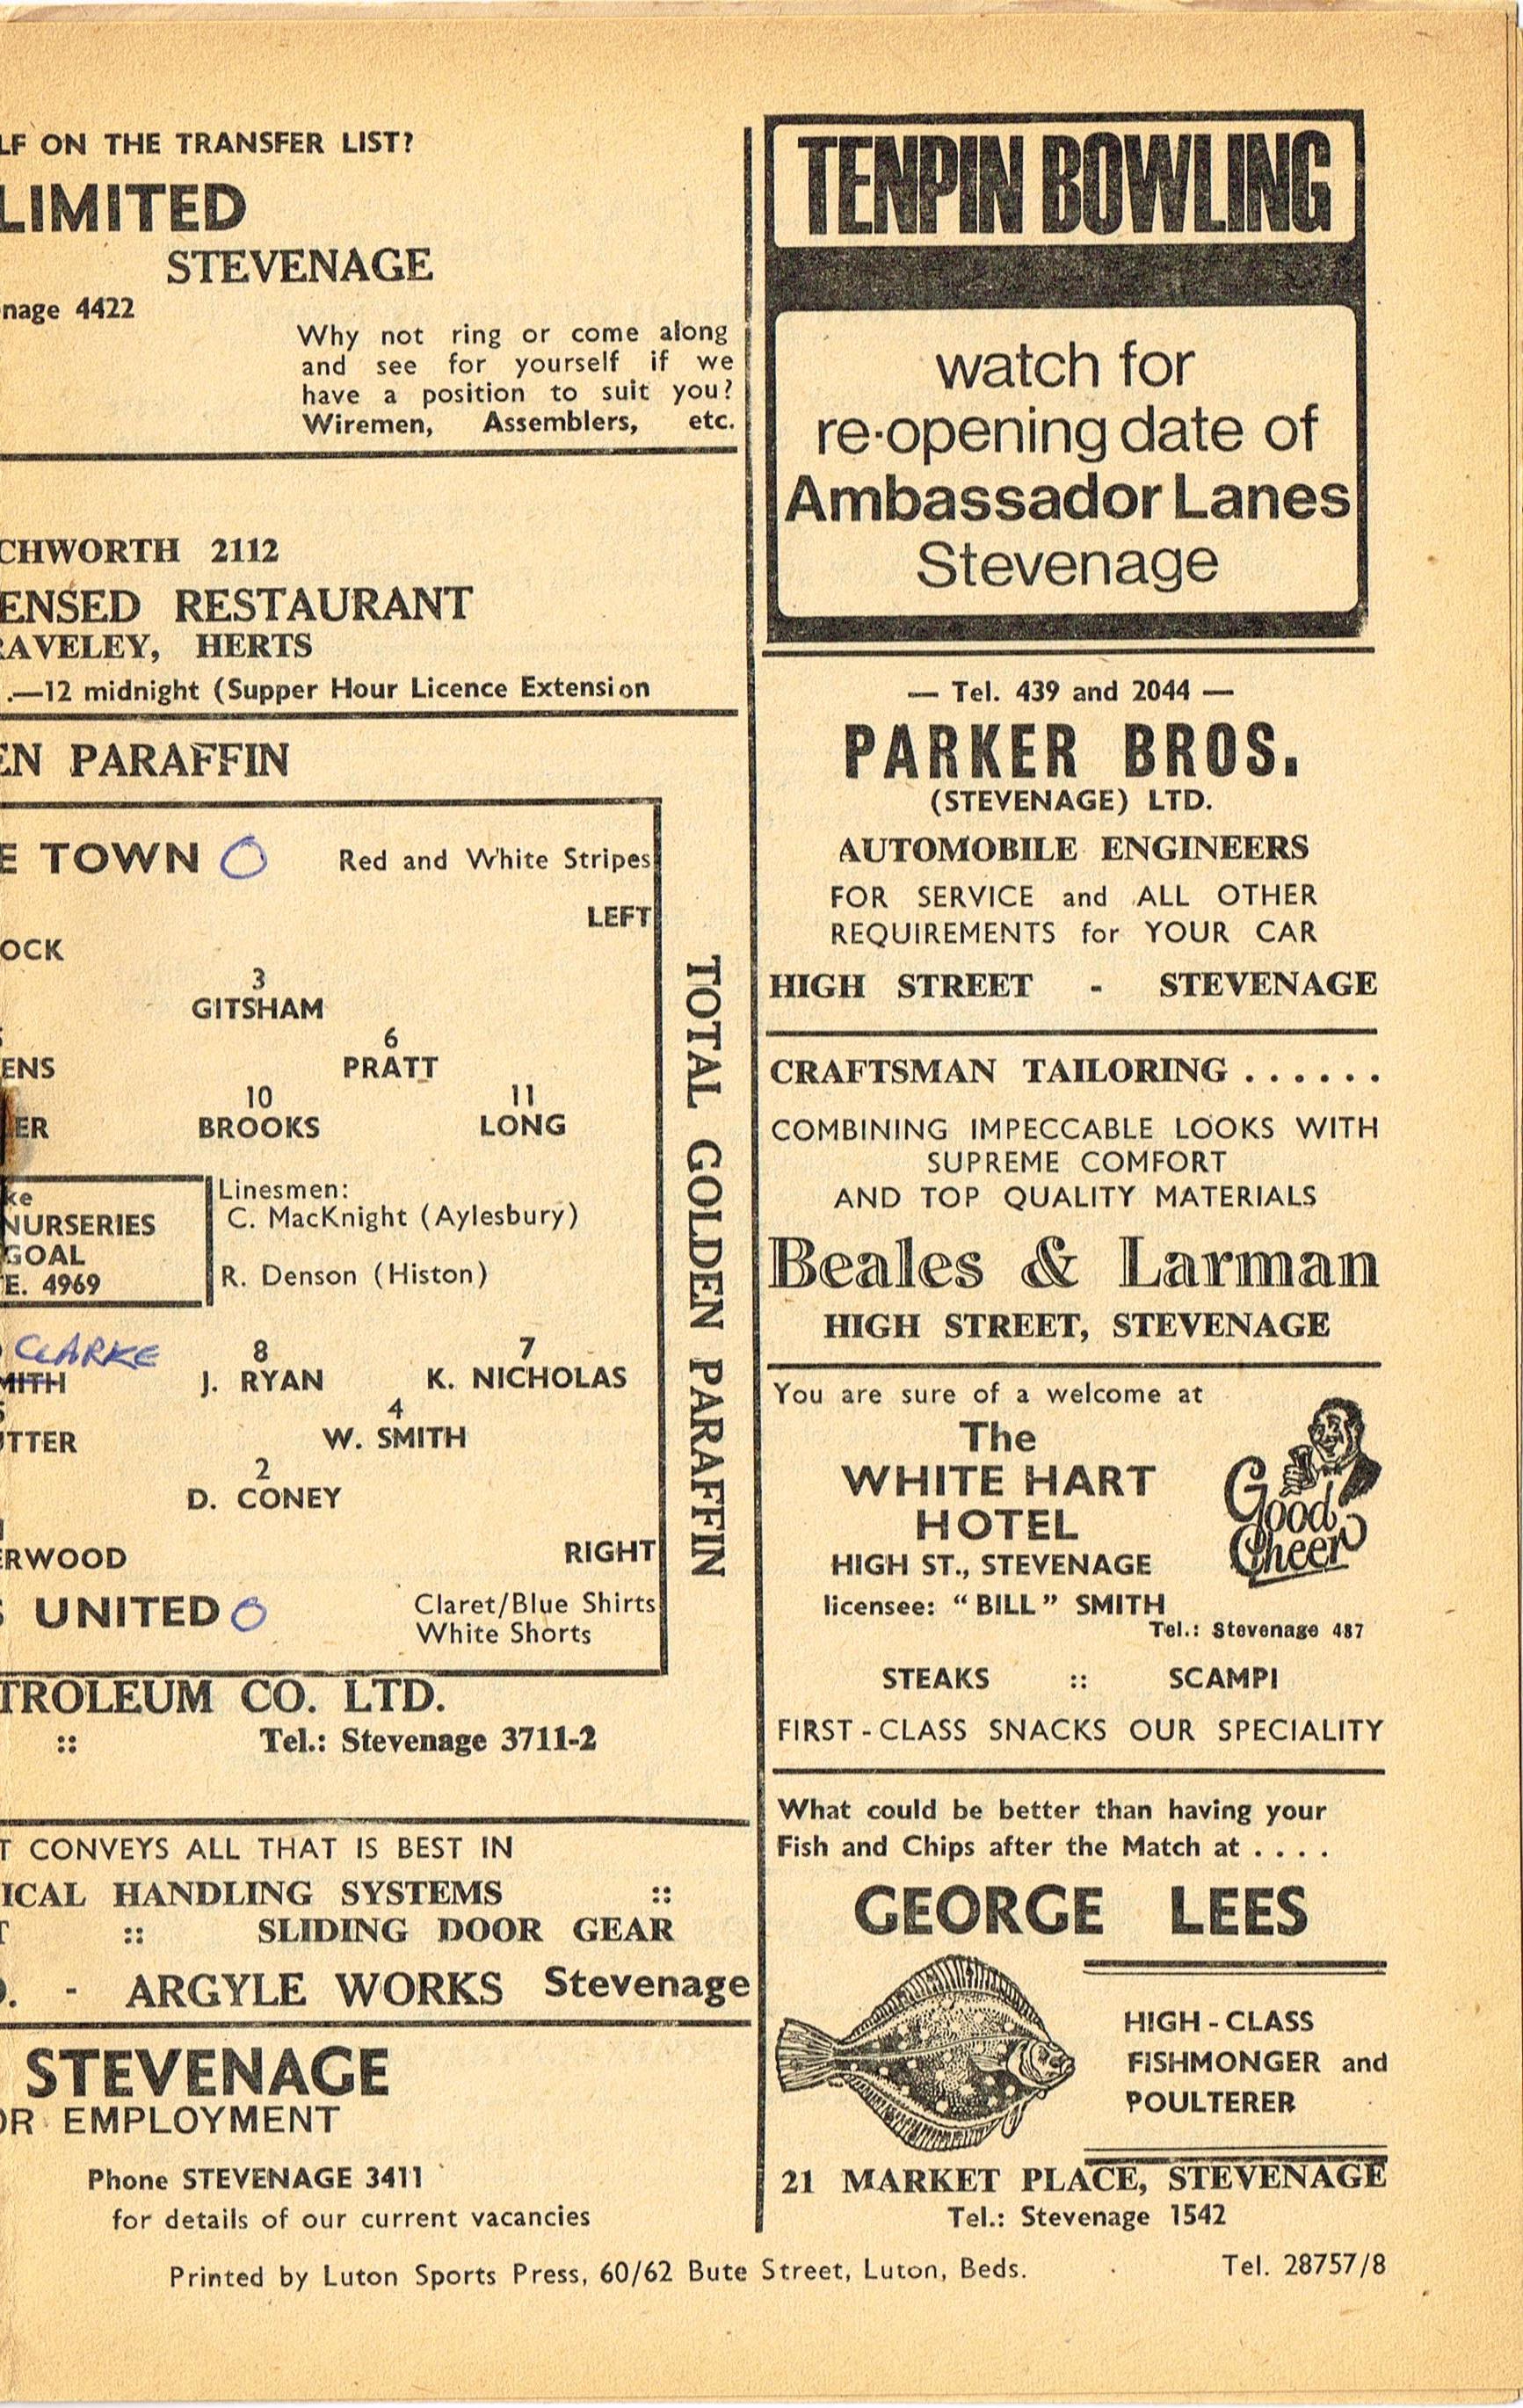 LF ON THE TRANSFER LIST?
LIMITED
STEVENAGE
nage 4422
Why not ring or come along
and see for yourself if we
have a position to suit you?
Wiremen, Assemblers, etc.
CHWORTH 2112
ENSED RESTAURANT
RAVELEY, HERTS
.—12 midnight (Supper Hour Licence Extension
EN PARAFFIN
E TOWN O Red and White Stripes
LEFT
OCK
3
GITSHAM
6
ENS PRATT
10 11
ER BROOKS LONG
ke
NURSERIES
GOAL
E. 4969
Linesmen:
C. MacKnight (Aylesbury)
R. Denson (Histon)
CLARKE 8 7
MITH J. RYAN K. NICHOLAS
4
UTTER W. SMITH
2
D. CONEY
ERWOOD RIGHT
S UNITED O Claret/Blue Shirts
White Shorts
TOTAL GOLDEN PARAFFIN
TROLEUM CO. LTD.
:: Tel.: Stevenage 3711-2
T CONVEYS ALL THAT IS BEST IN
ICAL HANDLING SYSTEMS ::
T :: SLIDING DOOR GEAR
D. - ARGYLE WORKS Stevenage
STEVENAGE
OR EMPLOYMENT
Phone STEVENAGE 3411
for details of our current vacancies
TENPIN BOWLING
watch for
re-opening date of
Ambassador Lanes
Stevenage
— Tel. 439 and 2044 —
PARKER BROS.
(STEVENAGE) LTD.
AUTOMOBILE ENGINEERS
FOR SERVICE and ALL OTHER
REQUIREMENTS for YOUR CAR
HIGH STREET - STEVENAGE
CRAFTSMAN TAILORING ......
COMBINING IMPECCABLE LOOKS WITH
SUPREME COMFORT
AND TOP QUALITY MATERIALS
Beales & Larman
HIGH STREET, STEVENAGE
You are sure of a welcome at
The
WHITE HART
HOTEL
Good
Cheer
HIGH ST., STEVENAGE
licensee: "BILL" SMITH
Tel.: Stevenage 487
STEAKS :: SCAMPI
FIRST-CLASS SNACKS OUR SPECIALITY
What could be better than having your
Fish and Chips after the Match at ....
GEORGE LEES
HIGH-CLASS
FISHMONGER and
POULTERER
21 MARKET PLACE, STEVENAGE
Tel.: Stevenage 1542
Printed by Luton Sports Press, 60/62 Bute Street, Luton, Beds. Tel. 28757/8